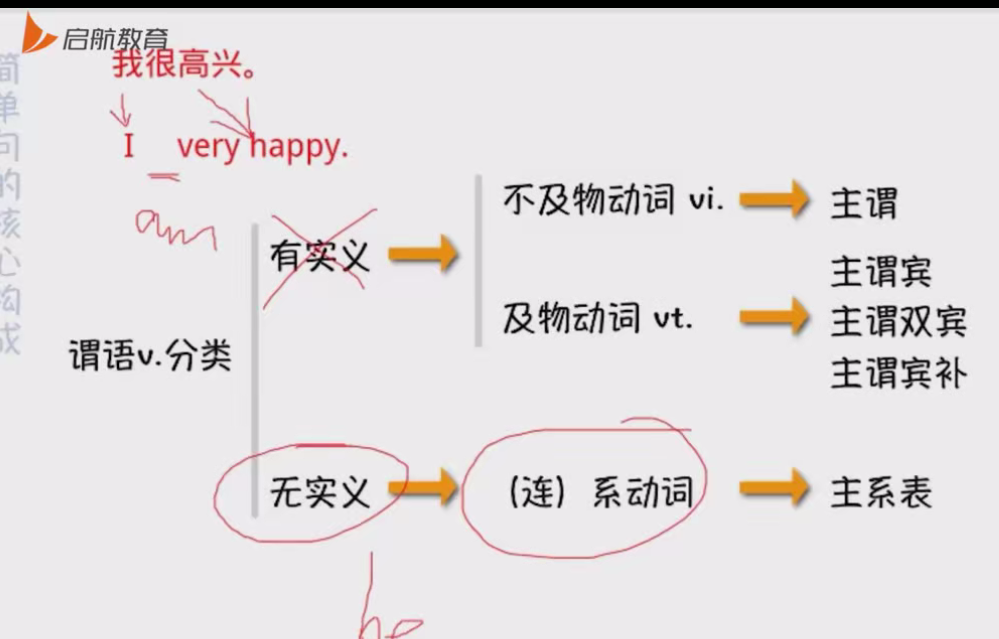 启航教育
简单句的核心构成
我很高兴。
I very happy.
am
不及物动词 vi.
主谓
有实义
主谓宾
及物动词 vt.
主谓双宾
谓语v.分类
主谓宾补
无实义
(连) 系动词
主系表
be